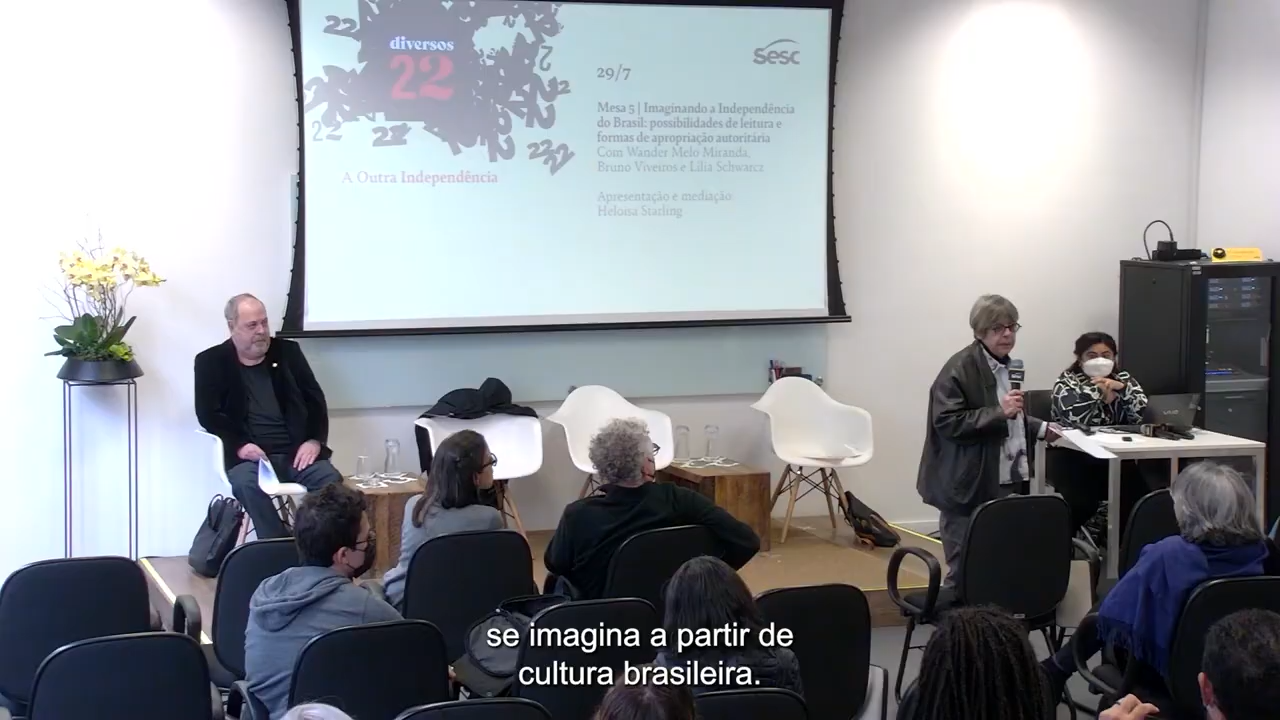 diversos
22
A Outra Independência
Sesc
29/7
Mesa 5 | Imaginando a Independência
do Brasil: possibilidades de leitura e
formas de apropriação autoritária
Com Wander Melo Miranda,
Bruno Viveiros e Lilia Schwarcz
Apresentação e mediação
Heloisa Starling
se imagina a partir de
cultura brasileira.